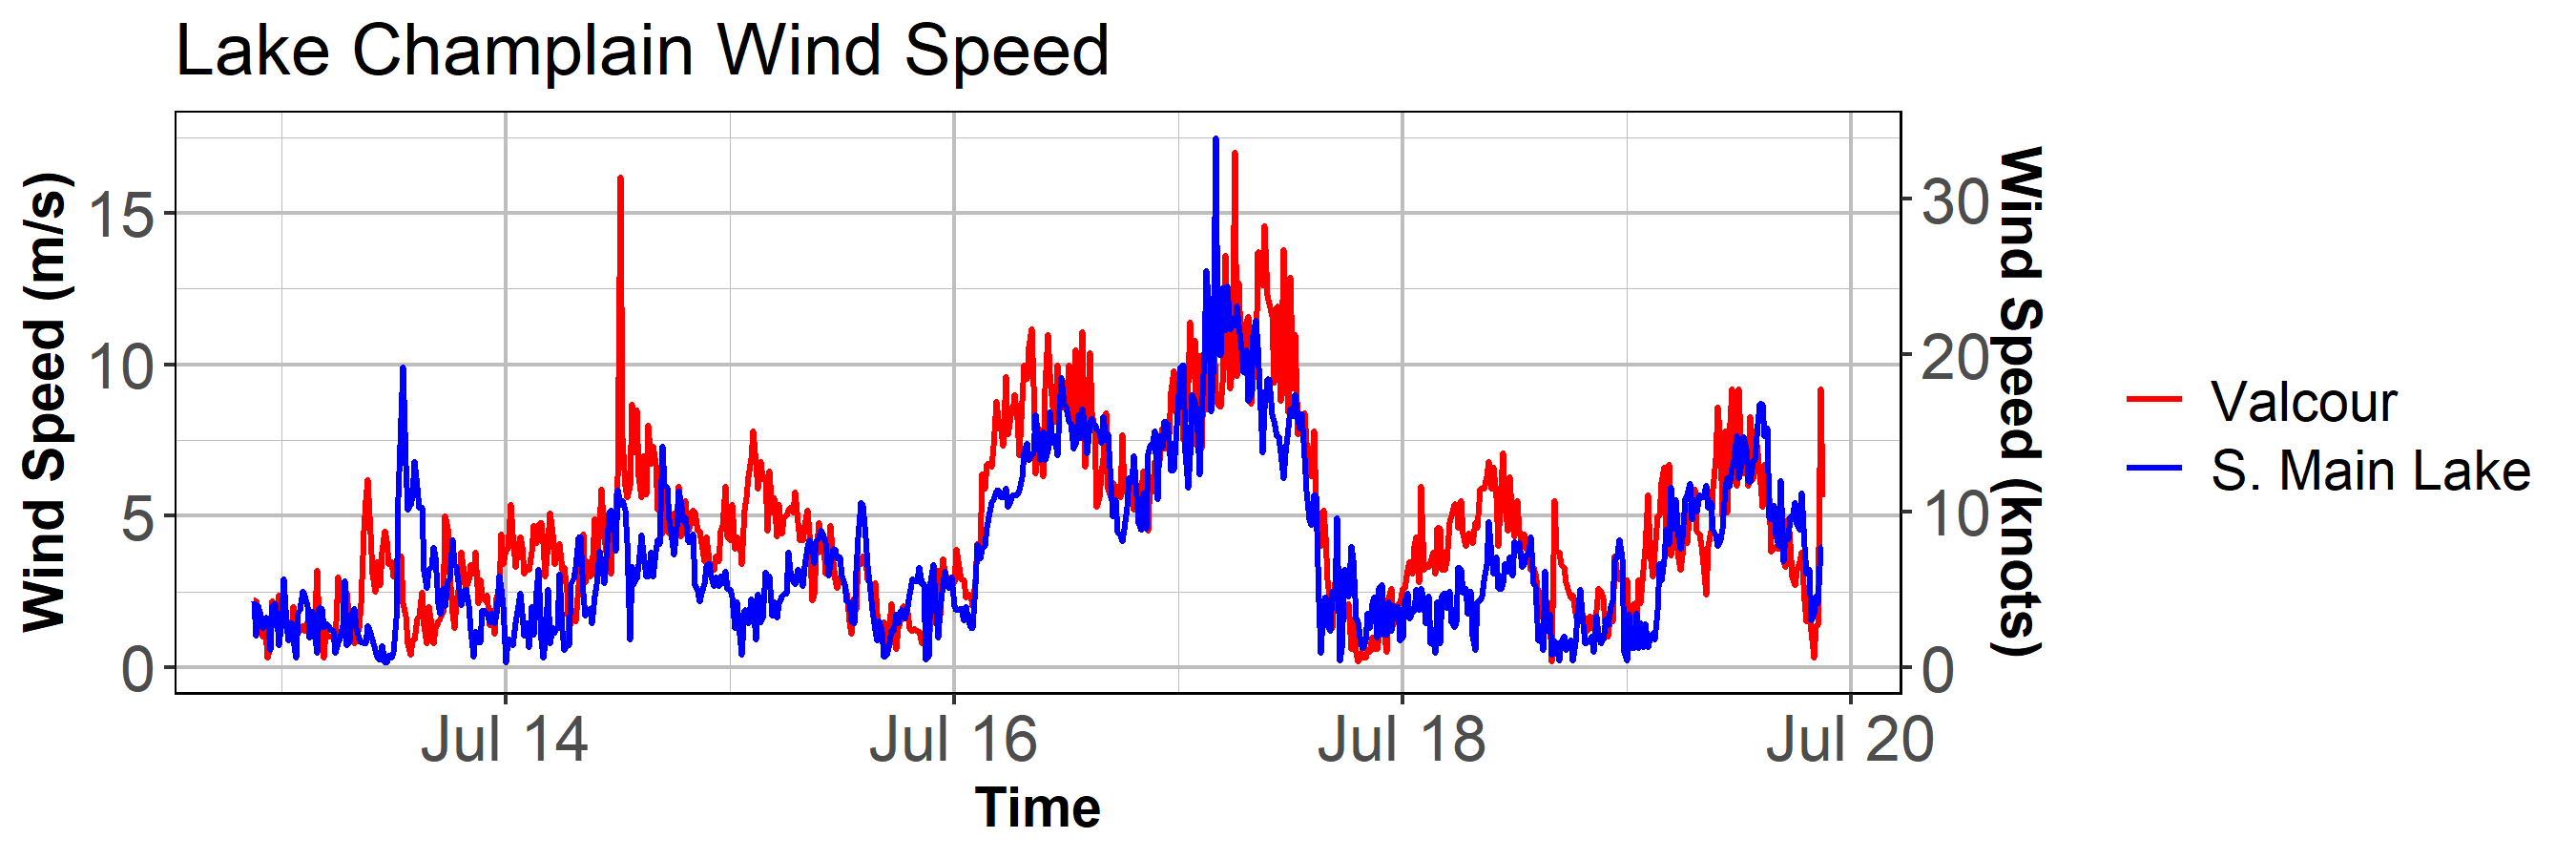 Lake Champlain Wind Speed
Wind Speed (m/s)
15
10
5
0
30
20
10
0
Wind Speed (knots)
Jul 14
Jul 16
Jul 18
Jul 20
Time
Valcour
S. Main Lake